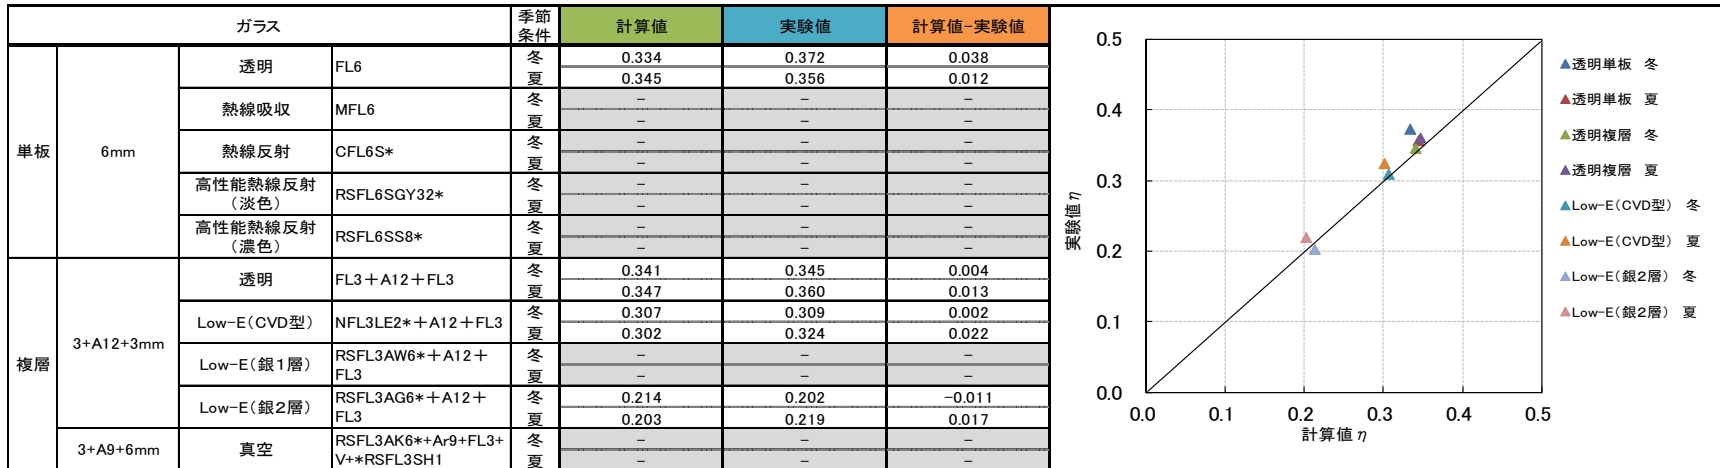 ガラス 季節条件 計算値 実験値 計算値-実験値
単板 6mm 透明 FL6 冬 0.334 0.372 0.038
夏 0.345 0.356 0.012
熱線吸収 MFL6 冬 - - -
夏 - - -
熱線反射 CFL6S* 冬 - - -
夏 - - -
高性能熱線反射(淡色) RSFL6SGY32* 冬 - - -
夏 - - -
高性能熱線反射(濃色) RSFL6SS8* 冬 - - -
夏 - - -
複層 3+A12+3mm 透明 FL3+A12+FL3 冬 0.341 0.345 0.004
夏 0.347 0.360 0.013
Low-E(CVD型) NFL3LE2*+A12+FL3 冬 0.307 0.309 0.002
夏 0.302 0.324 0.022
Low-E(銀1層) RSFL3AW6*+A12+FL3 冬 - - -
夏 - - -
Low-E(銀2層) RSFL3AG6*+A12+FL3 冬 0.214 0.202 -0.011
夏 0.203 0.219 0.017
3+A9+6mm 真空 RSFL3AK6*+Ar9+FL3+V+*RSFL3SH1 冬 - - -
夏 - - -
0.5
0.4
0.3
0.2
0.1
0.0
実験値η
0.0 0.1 0.2 0.3 0.4 0.5
計算値η
透明単板 冬
透明単板 夏
透明複層 冬
透明複層 夏
Low-E(CVD型) 冬
Low-E(CVD型) 夏
Low-E(銀2層) 冬
Low-E(銀2層) 夏